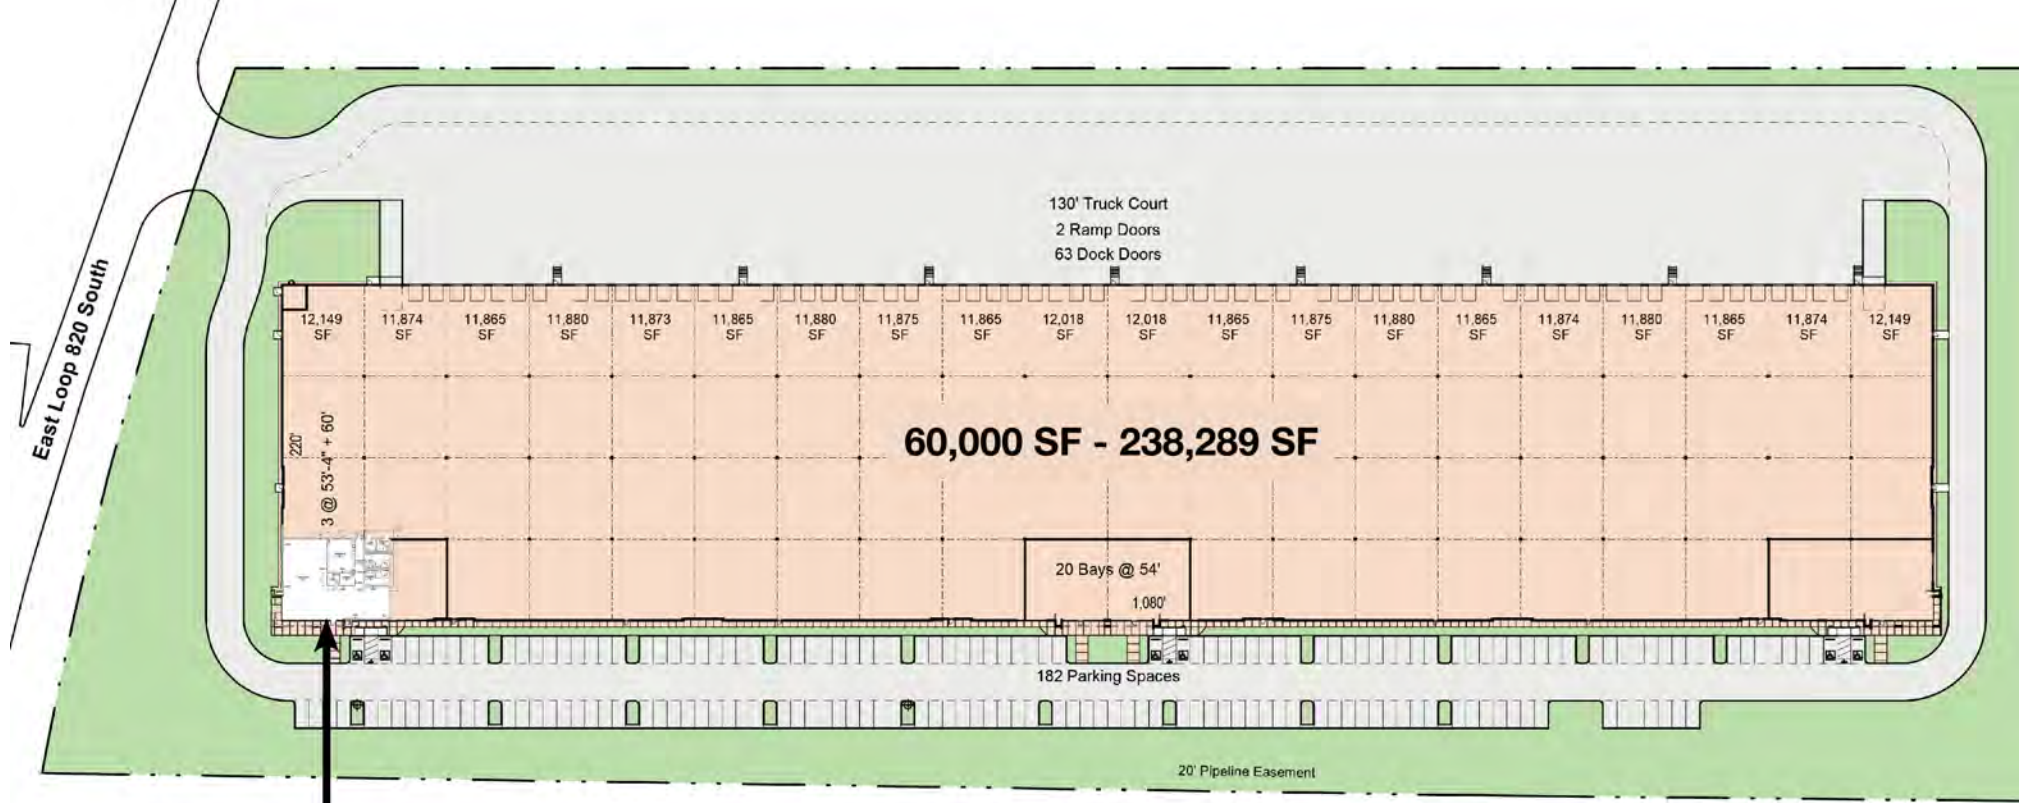 130' Truck Court
2 Ramp Doors
63 Dock Doors
East Loop 820 South
12,149 SF
11,874 SF
11,865 SF
11,880 SF
11,873 SF
11,865 SF
11,880 SF
11,875 SF
11,865 SF
12,018 SF
12,018 SF
11,865 SF
11,875 SF
11,880 SF
11,865 SF
11,874 SF
11,880 SF
11,865 SF
11,874 SF
12,149 SF
220'
3 @ 53'-4" + 60'
60,000 SF - 238,289 SF
20 Bays @ 54'
1,080'
182 Parking Spaces
20' Pipeline Easement